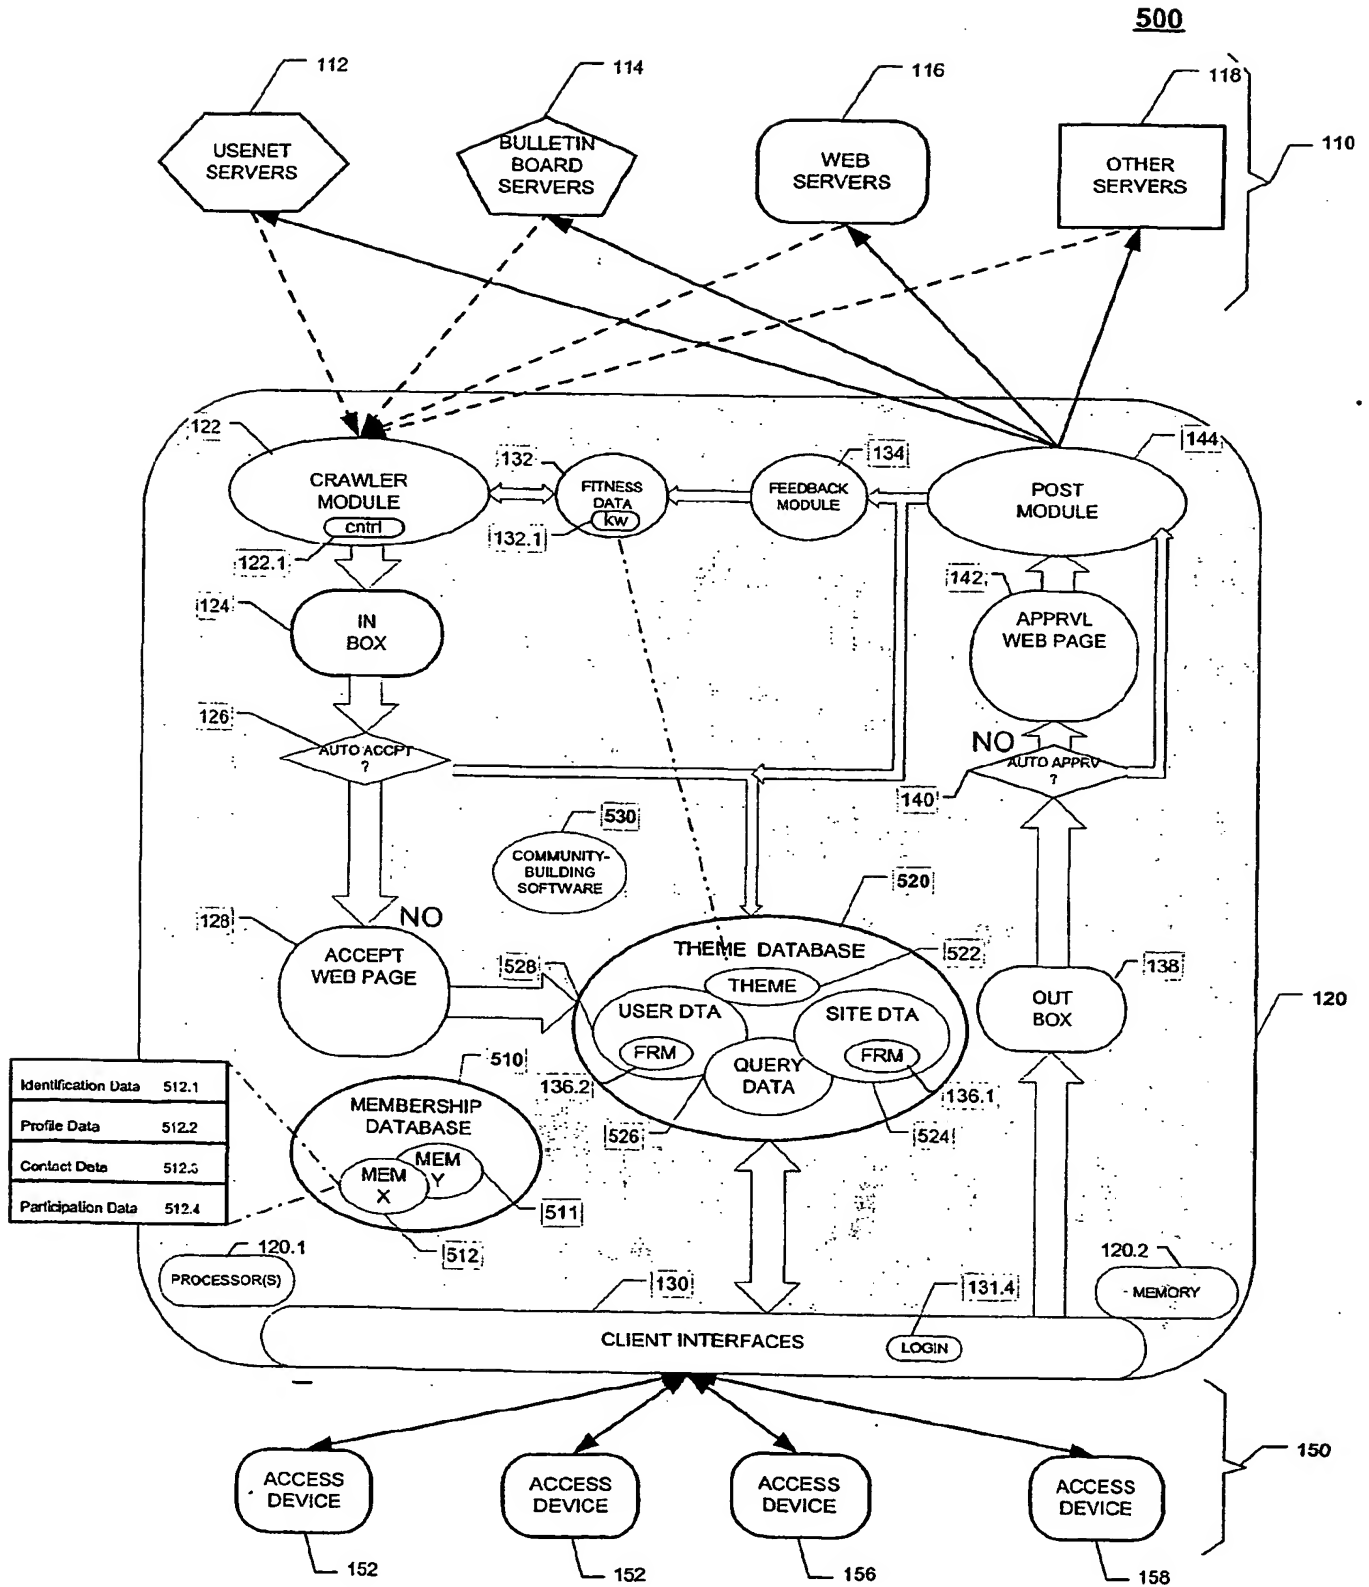 500
112
114
116
118
110
USENET
SERVERS
BULLETIN
BOARD
SERVERS
WEB
SERVERS
OTHER
SERVERS
122
CRAWLER
MODULE
cntrl
122.1
132
FITNESS
DATA
kw
132.1
134
FEEDBACK
MODULE
144
POST
MODULE
124
IN
BOX
142
APPRVL
WEB PAGE
126
AUTO ACCPT
?
NO
AUTO APPRV
?
140
530
COMMUNITY-
BUILDING
SOFTWARE
520
128
NO
ACCEPT
WEB PAGE
THEME DATABASE
522
528
THEME
USER DTA
SITE DTA
FRM
FRM
QUERY
DATA
136.2
136.1
526
524
138
OUT
BOX
120
Identification Data 512.1
Profile Data 512.2
Contact Data 512.3
Participation Data 512.4
510
MEMBERSHIP
DATABASE
MEM
Y
MEM
X
511
512
120.1
PROCESSOR(S)
130
131.4
120.2
MEMORY
CLIENT INTERFACES
LOGIN
150
ACCESS
DEVICE
ACCESS
DEVICE
ACCESS
DEVICE
ACCESS
DEVICE
152
152
156
158